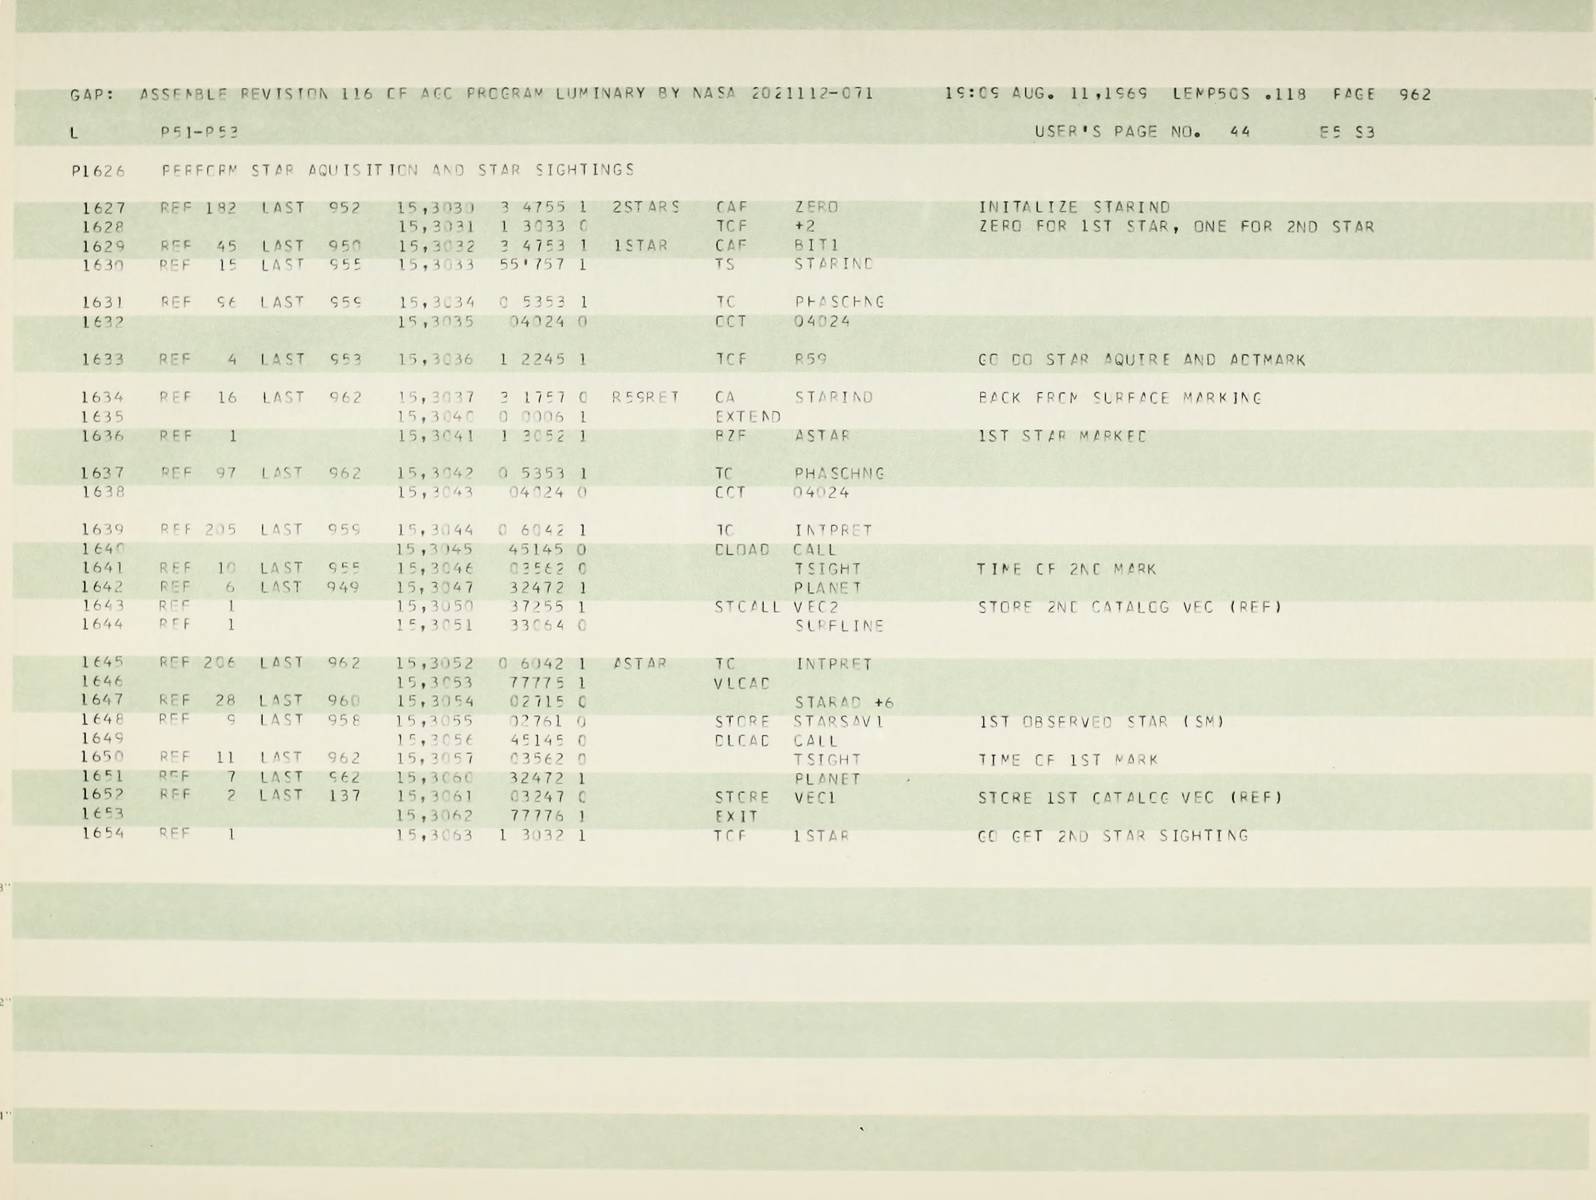 GAP: ASSEMBLE REVISION 116 OF AGC PROGRAM LUMINARY BY NASA 2021112-071 19:09 AUG. 11,1969 LEMP50S .118 PAGE 962
L P51-P53 USER'S PAGE NO. 44 E5 S3
P1626 PERFORM STAR AQUISITION AND STAR SIGHTINGS
1627 REF 182 LAST 952 15,3030 3 4755 1 2STARS CAF ZERO INITALIZE STARIND
1628 15,3031 1 3033 0 TCF +2 ZERO FOR 1ST STAR, ONE FOR 2ND STAR
1629 REF 45 LAST 950 15,3032 3 4753 1 1STAR CAF BIT1
1630 REF 15 LAST 955 15,3033 55'757 1 TS STARIND
1631 REF 96 LAST 959 15,3034 0 5353 1 TC PHASCHNG
1632 15,3035 04024 0 OCT 04024
1633 REF 4 LAST 953 15,3036 1 2245 1 TCF R59 GO DO STAR AQUIRE AND AOTMARK
1634 REF 16 LAST 962 15,3037 3 1757 0 R59RET CA STARIND BACK FROM SURFACE MARKING
1635 15,3040 0 0006 1 EXTEND
1636 REF 1 15,3041 1 3052 1 BZF ASTAR 1ST STAR MARKED
1637 REF 97 LAST 962 15,3042 0 5353 1 TC PHASCHNG
1638 15,3043 04024 0 OCT 04024
1639 REF 205 LAST 959 15,3044 0 6042 1 TC INTPRET
1640 15,3045 45145 0 DLOAD CALL
1641 REF 10 LAST 955 15,3046 03562 0 TSIGHT TIME OF 2ND MARK
1642 REF 6 LAST 949 15,3047 32472 1 PLANET
1643 REF 1 15,3050 37255 1 STCALL VEC2 STORE 2ND CATALOG VEC (REF)
1644 REF 1 15,3051 33064 0 SURFLINE
1645 REF 206 LAST 962 15,3052 0 6042 1 ASTAR TC INTPRET
1646 15,3053 77775 1 VLOAD
1647 REF 28 LAST 960 15,3054 02715 0 STARAD +6
1648 REF 9 LAST 958 15,3055 02761 0 STORE STARSAV1 1ST OBSERVED STAR (SM)
1649 15,3056 45145 0 DLOAD CALL
1650 REF 11 LAST 962 15,3057 03562 0 TSIGHT TIME OF 1ST MARK
1651 REF 7 LAST 962 15,3060 32472 1 PLANET
1652 REF 2 LAST 137 15,3061 03247 0 STORE VEC1 STORE 1ST CATALOG VEC (REF)
1653 15,3062 77776 1 EXIT
1654 REF 1 15,3063 1 3032 1 TCF 1STAR GO GET 2ND STAR SIGHTING
3"
2"
1"